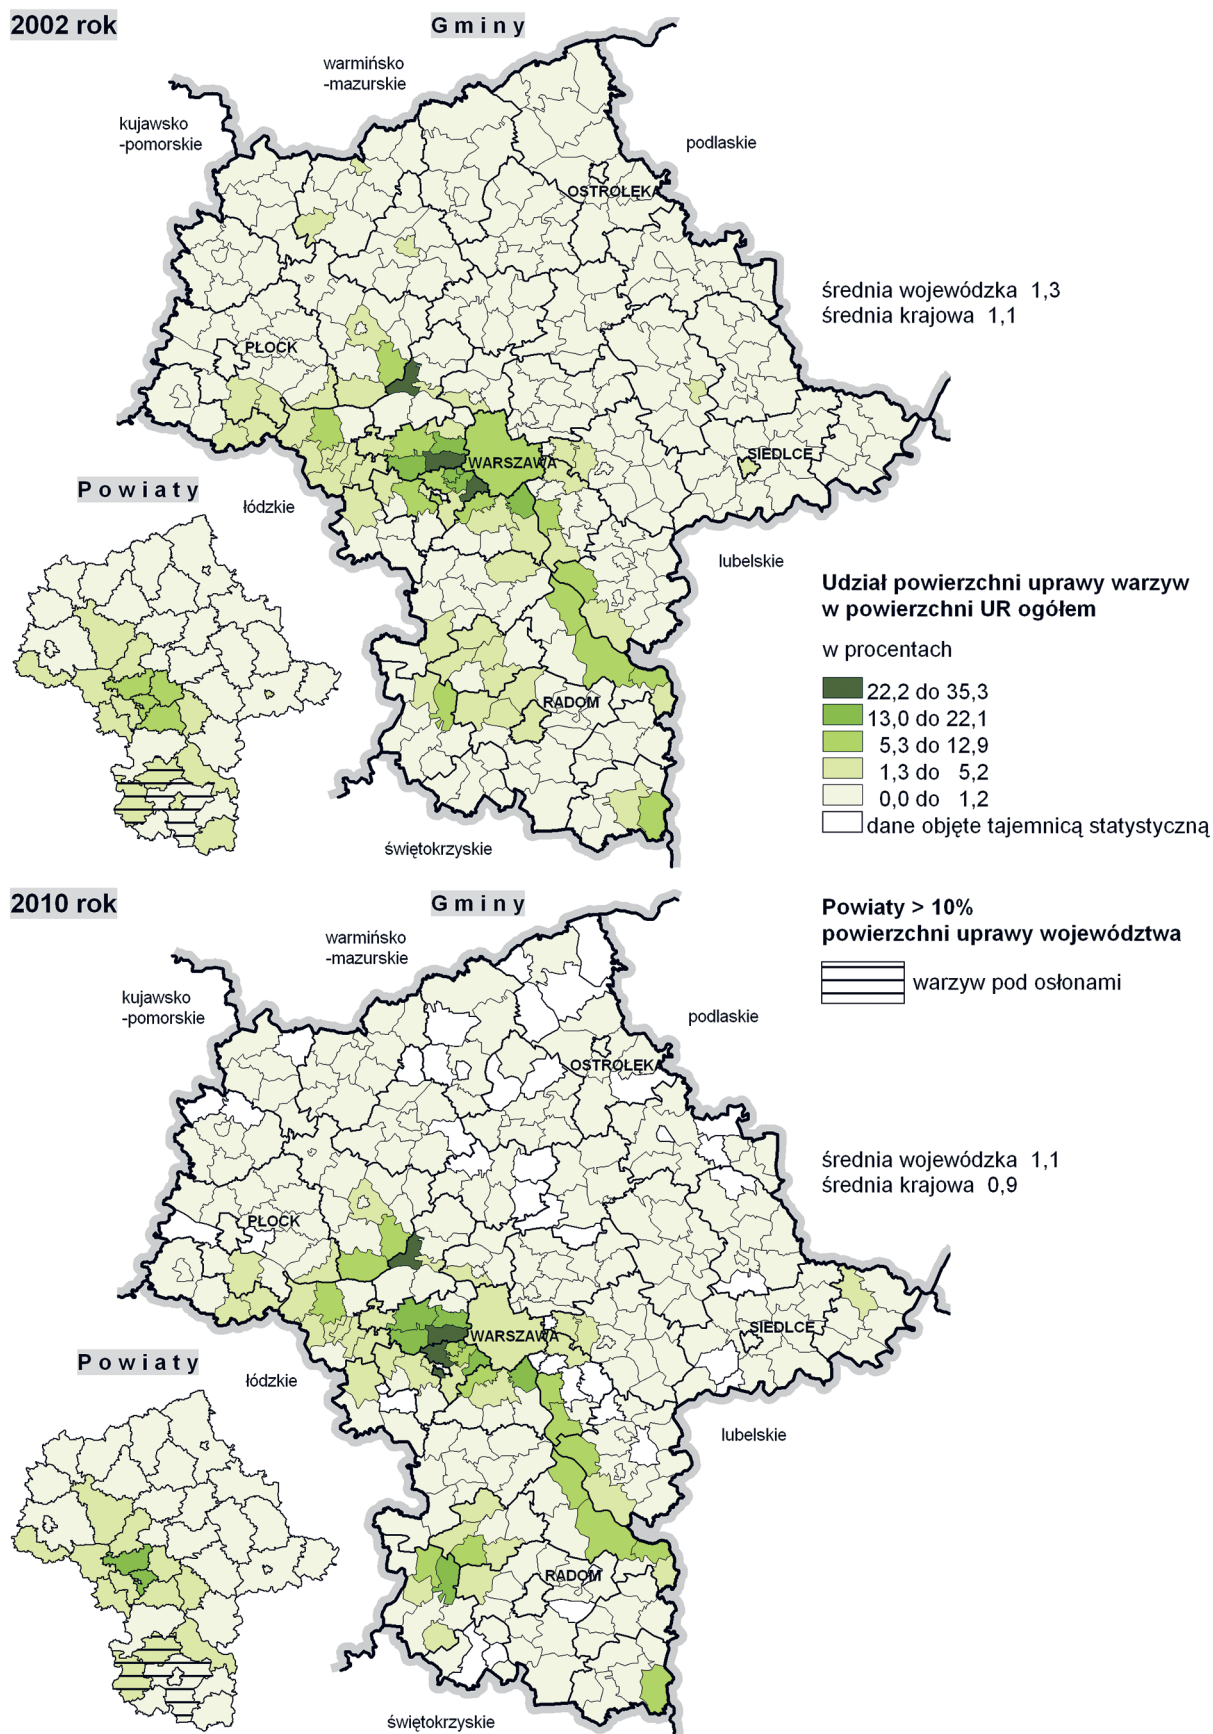 2002 rok
Gminy
warmińsko
-mazurskie
kujawsko
-pomorskie
podlaskie
OSTROŁĘKA
średnia wojewódzka 1,3
średnia krajowa 1,1
PŁOCK
WARSZAWA
SIEDLCE
Powiaty
łódzkie
lubelskie
Udział powierzchni uprawy warzyw
w powierzchni UR ogółem
w procentach
22,2 do 35,3
13,0 do 22,1
5,3 do 12,9
1,3 do 5,2
0,0 do 1,2
dane objęte tajemnicą statystyczną
RADOM
świętokrzyskie
2010 rok
Gminy
Powiaty > 10%
powierzchni uprawy województwa
warzyw pod osłonami
warmińsko
-mazurskie
kujawsko
-pomorskie
podlaskie
OSTROŁĘKA
średnia wojewódzka 1,1
średnia krajowa 0,9
PŁOCK
WARSZAWA
SIEDLCE
Powiaty
łódzkie
lubelskie
RADOM
świętokrzyskie